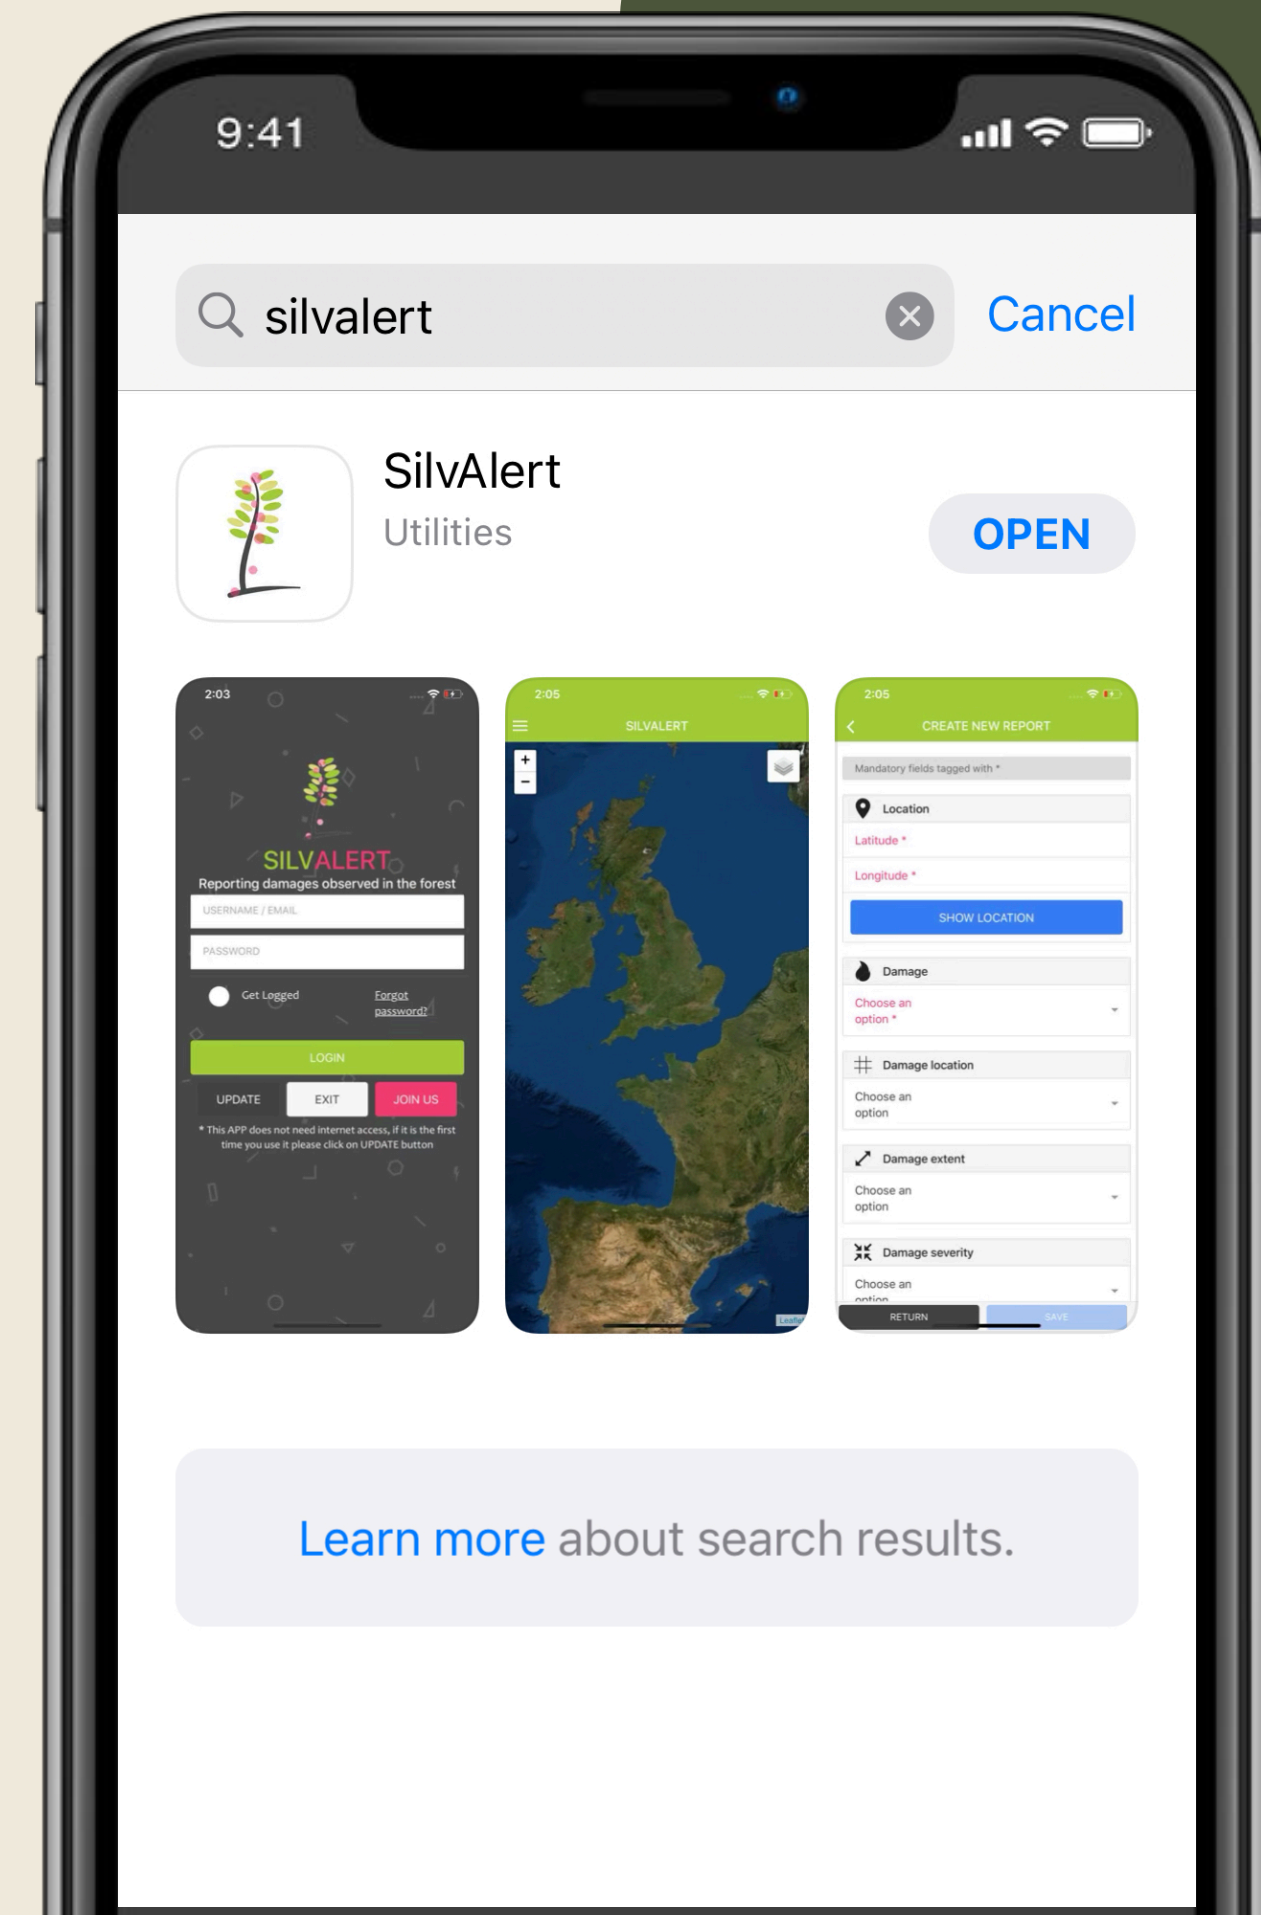 9:41
silvalert
Cancel
SilvAlert
Utilities
OPEN
2:03
SILVALERT
Reporting damages observed in the forest
USERNAME / EMAIL
PASSWORD
Get Logged
Forgot
password?
LOGIN
UPDATE
EXIT
JOIN US
* This APP does not need internet access, if it is the first
time you use it please click on UPDATE button
2:05
SILVALERT
+
−
2:05
CREATE NEW REPORT
Mandatory fields tagged with *
Location
Latitude *
Longitude *
SHOW LOCATION
Damage
Choose an
option *
Damage location
Choose an
option
Damage extent
Choose an
option
Damage severity
Choose an
option
RETURN
SAVE
Learn more about search results.